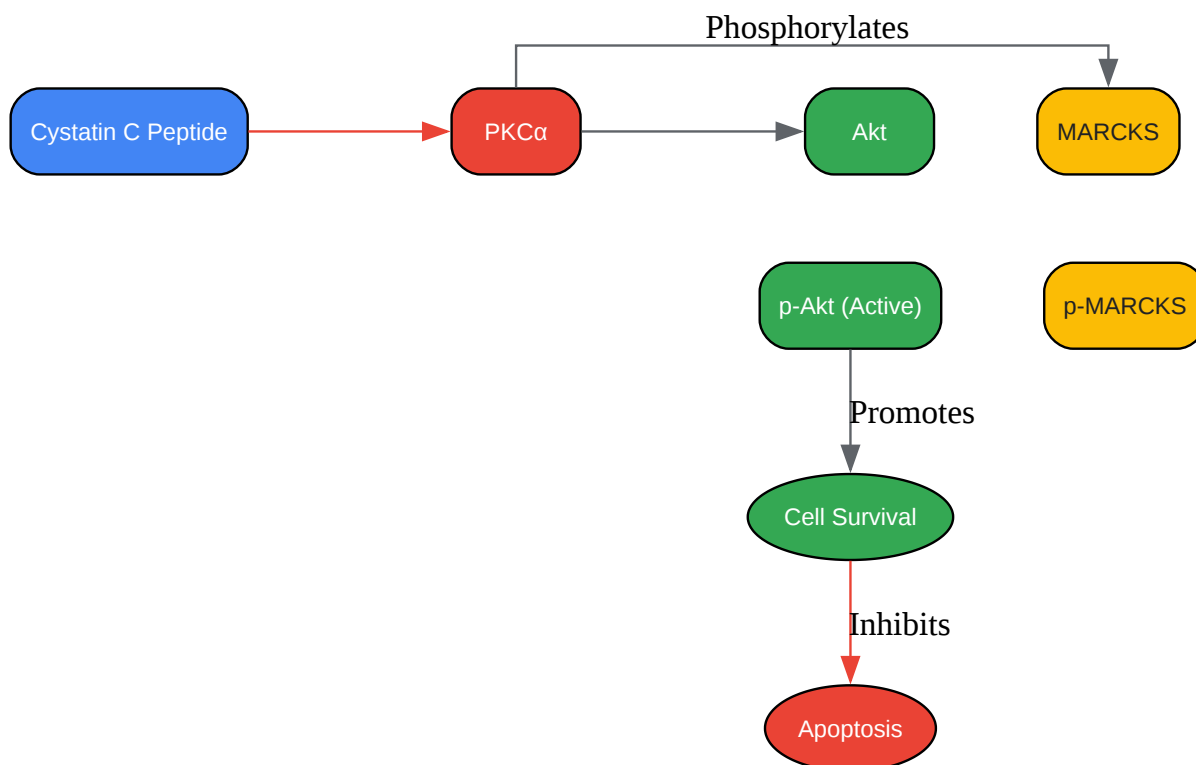 Phosphorylates
Cystatin C Peptide
PKCα
Akt
MARCKS
p-Akt (Active)
p-MARCKS
Promotes
Cell Survival
Inhibits
Apoptosis